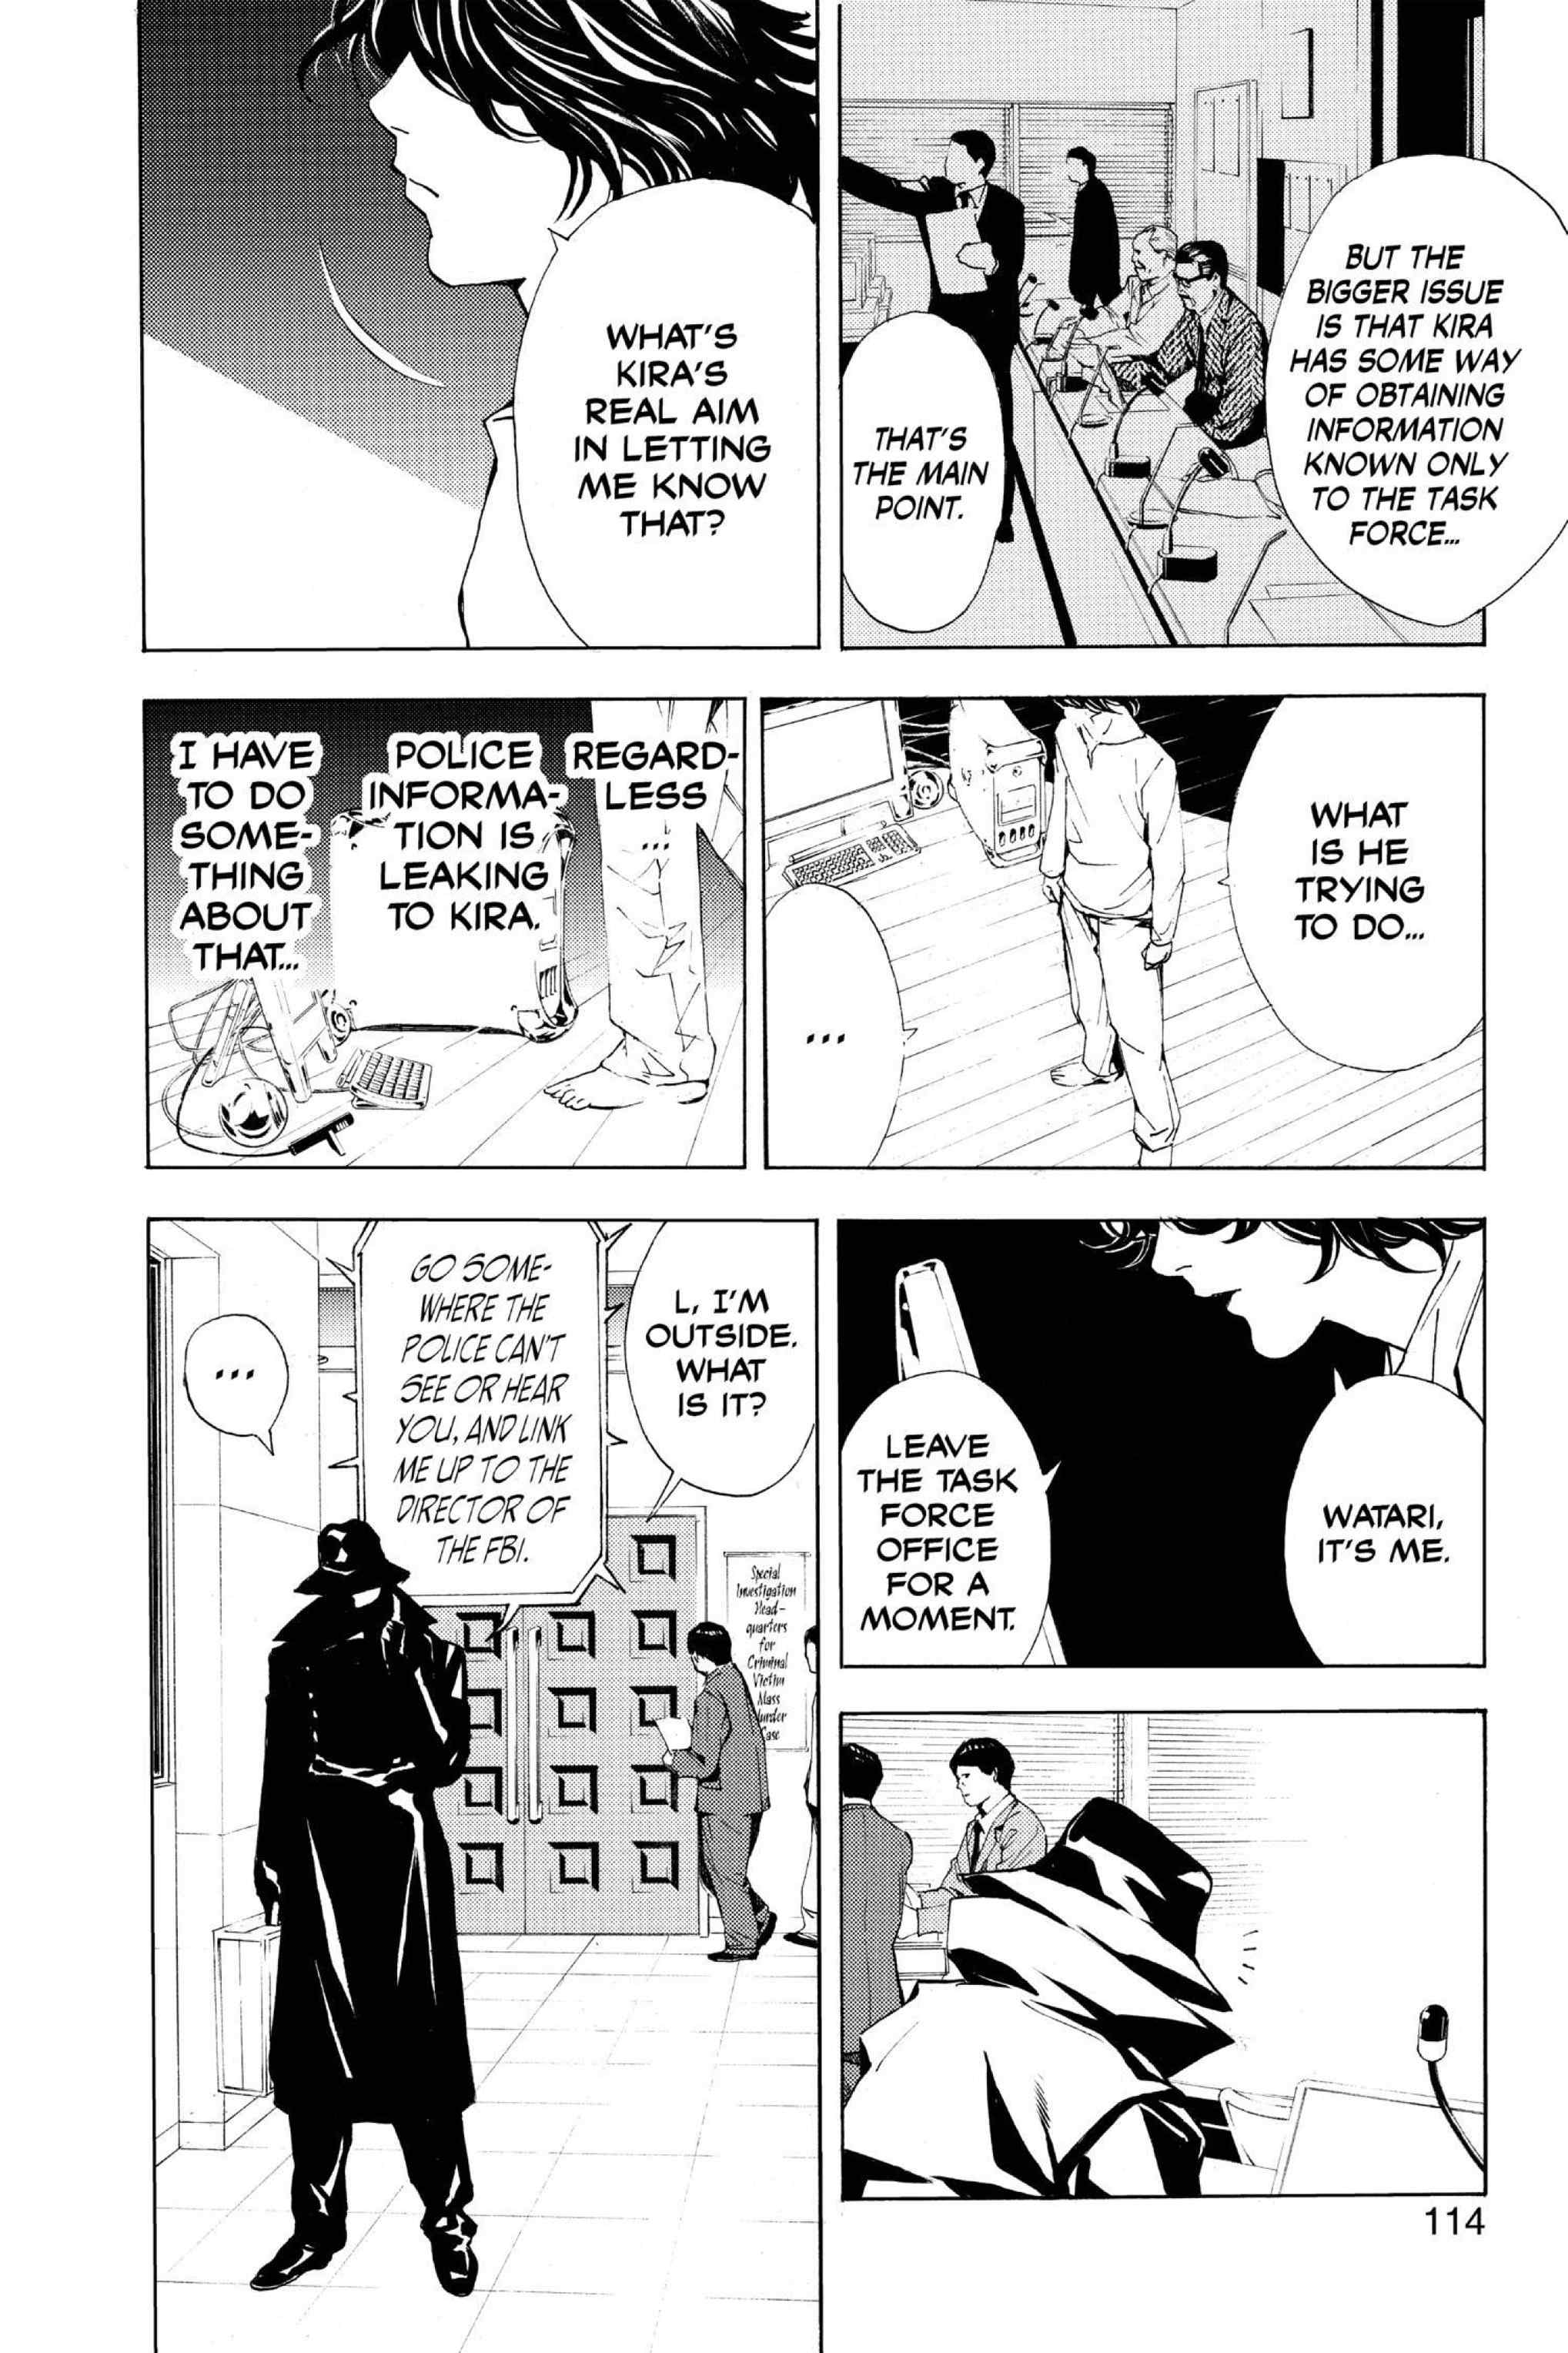 BUT THE
BIGGER ISSUE
IS THAT KIRA
HAS SOME WAY
OF OBTAINING
INFORMATION
KNOWN ONLY
TO THE TASK
FORCE...
THAT'S
THE MAIN
POINT.
WHAT'S
KIRA'S
REAL AIM
IN LETTING
ME KNOW
THAT?
WHAT
IS HE
TRYING
TO DO...
...
REGARD-
LESS
...
POLICE
INFORMA-
TION IS
LEAKING
TO KIRA.
I HAVE
TO DO
SOME-
THING
ABOUT
THAT...
WATARI,
IT'S ME.
LEAVE
THE TASK
FORCE
OFFICE
FOR A
MOMENT.
L, I'M
OUTSIDE.
WHAT
IS IT?
GO SOME-
WHERE THE
POLICE CAN'T
SEE OR HEAR
YOU, AND LINK
ME UP TO THE
DIRECTOR OF
THE FBI.
...
Special
Investigation
Head-
quarters
for
Criminal
Victim
Mass
Murder
Case
114